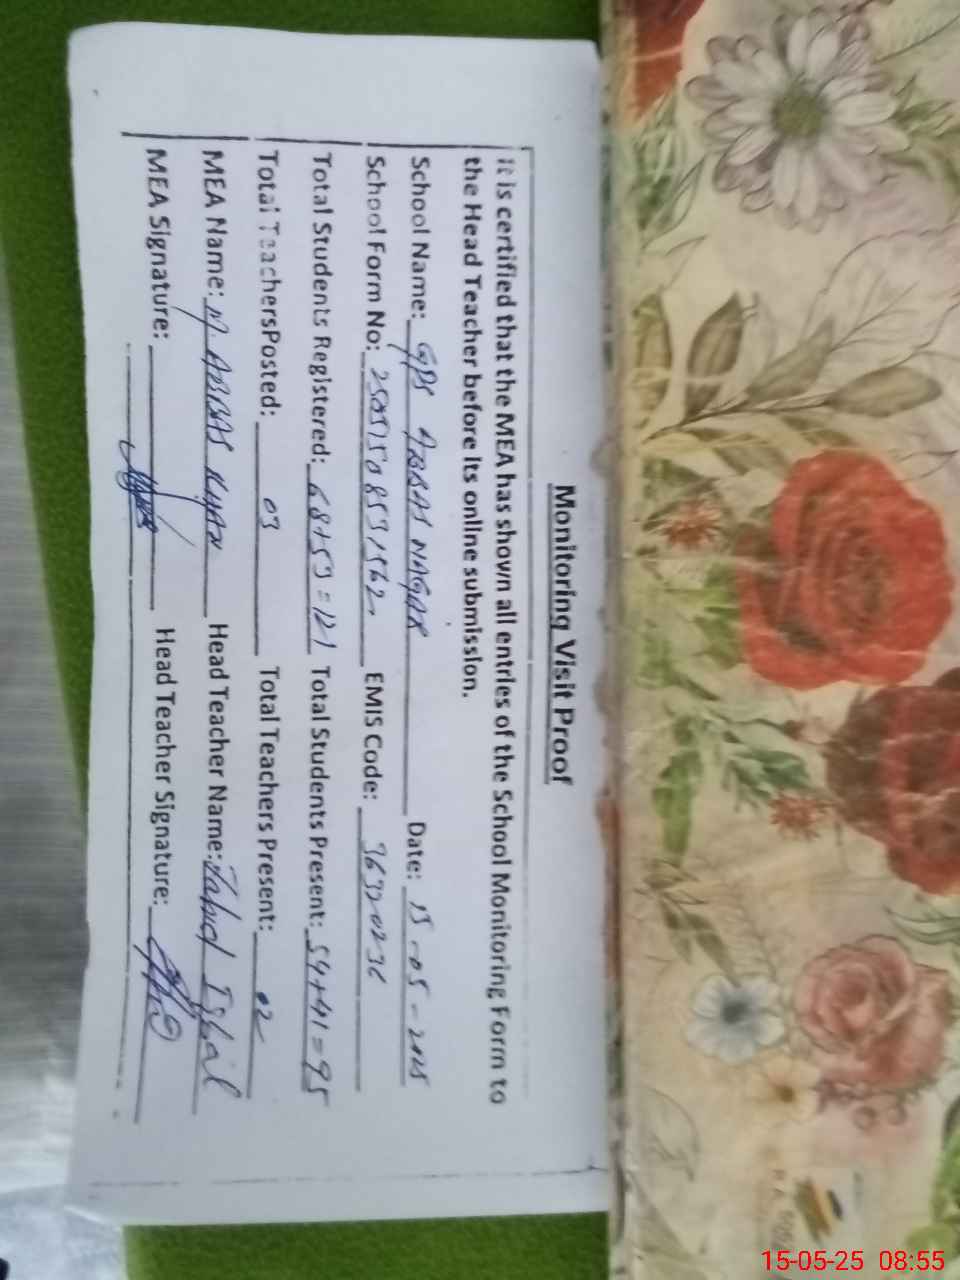 Monitoring Visit Proof
It is certified that the MEA has shown all entries of the School Monitoring Form to
the Head Teacher before its online submission.
School Name: GPS ABBAS NAGAR Date: 15-05-2025
School Form No: EMIS Code:
Total Students Registered: 68+53=121 Total Students Present: 54+41=95
Total TeachersPosted: 03 Total Teachers Present: 02
MEA Name: M. ABBAS Head Teacher Name: Zahid Iqbal
MEA Signature: Head Teacher Signature:
15-05-25 08:55